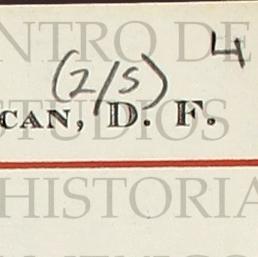 NTRO DE
4
(2/5)
CAN, D. F.
STUDIOS
HISTORIA